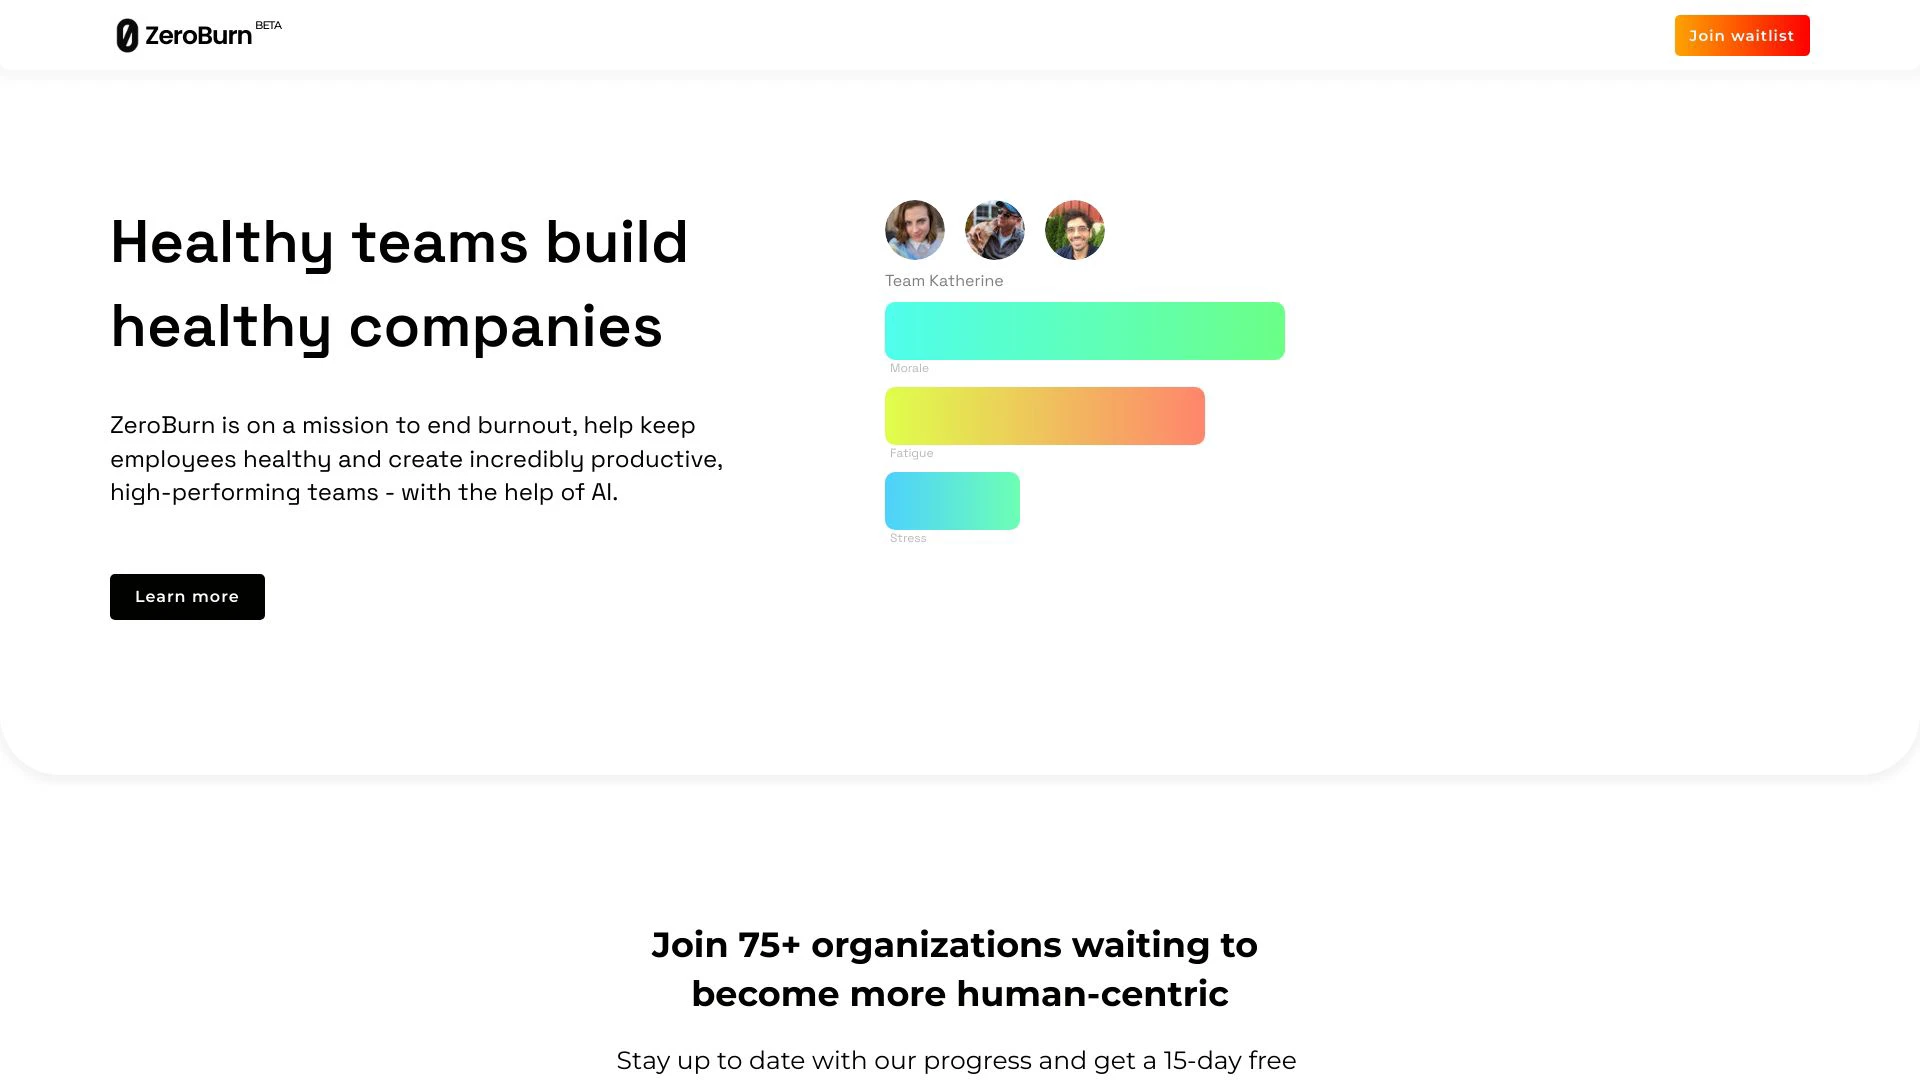 ZeroBurn BETA
Join waitlist
Healthy teams build
healthy companies
ZeroBurn is on a mission to end burnout, help keep
employees healthy and create incredibly productive,
high-performing teams - with the help of AI.
Learn more
Team Katherine
Morale
Fatigue
Stress
Join 75+ organizations waiting to
become more human-centric
Stay up to date with our progress and get a 15-day free